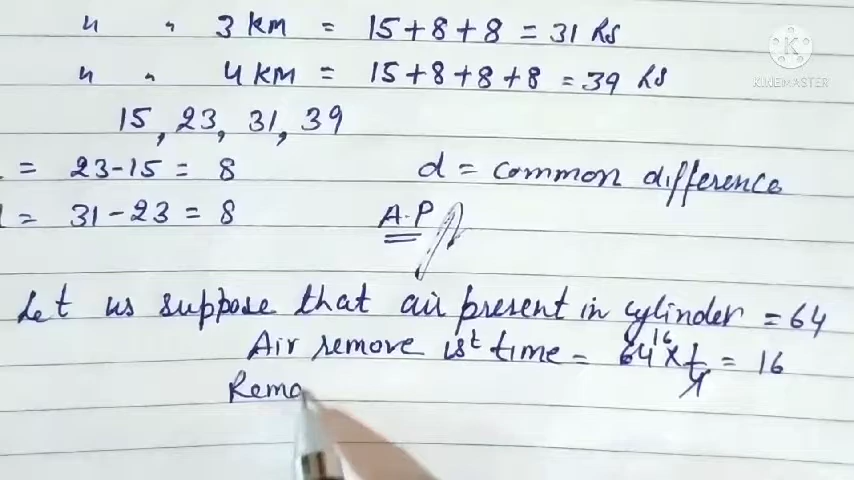 " " 3 km = 15+8+8 = 31 Rs
K
KINEMASTER
" " 4 km = 15+8+8+8 = 39 Rs
15, 23, 31, 39
= 23-15 = 8 d = common difference
= 31-23 = 8 A.P
Let us suppose that air present in cylinder = 64
Air remove ist time = 64 16 × 1/4 = 16
Remo